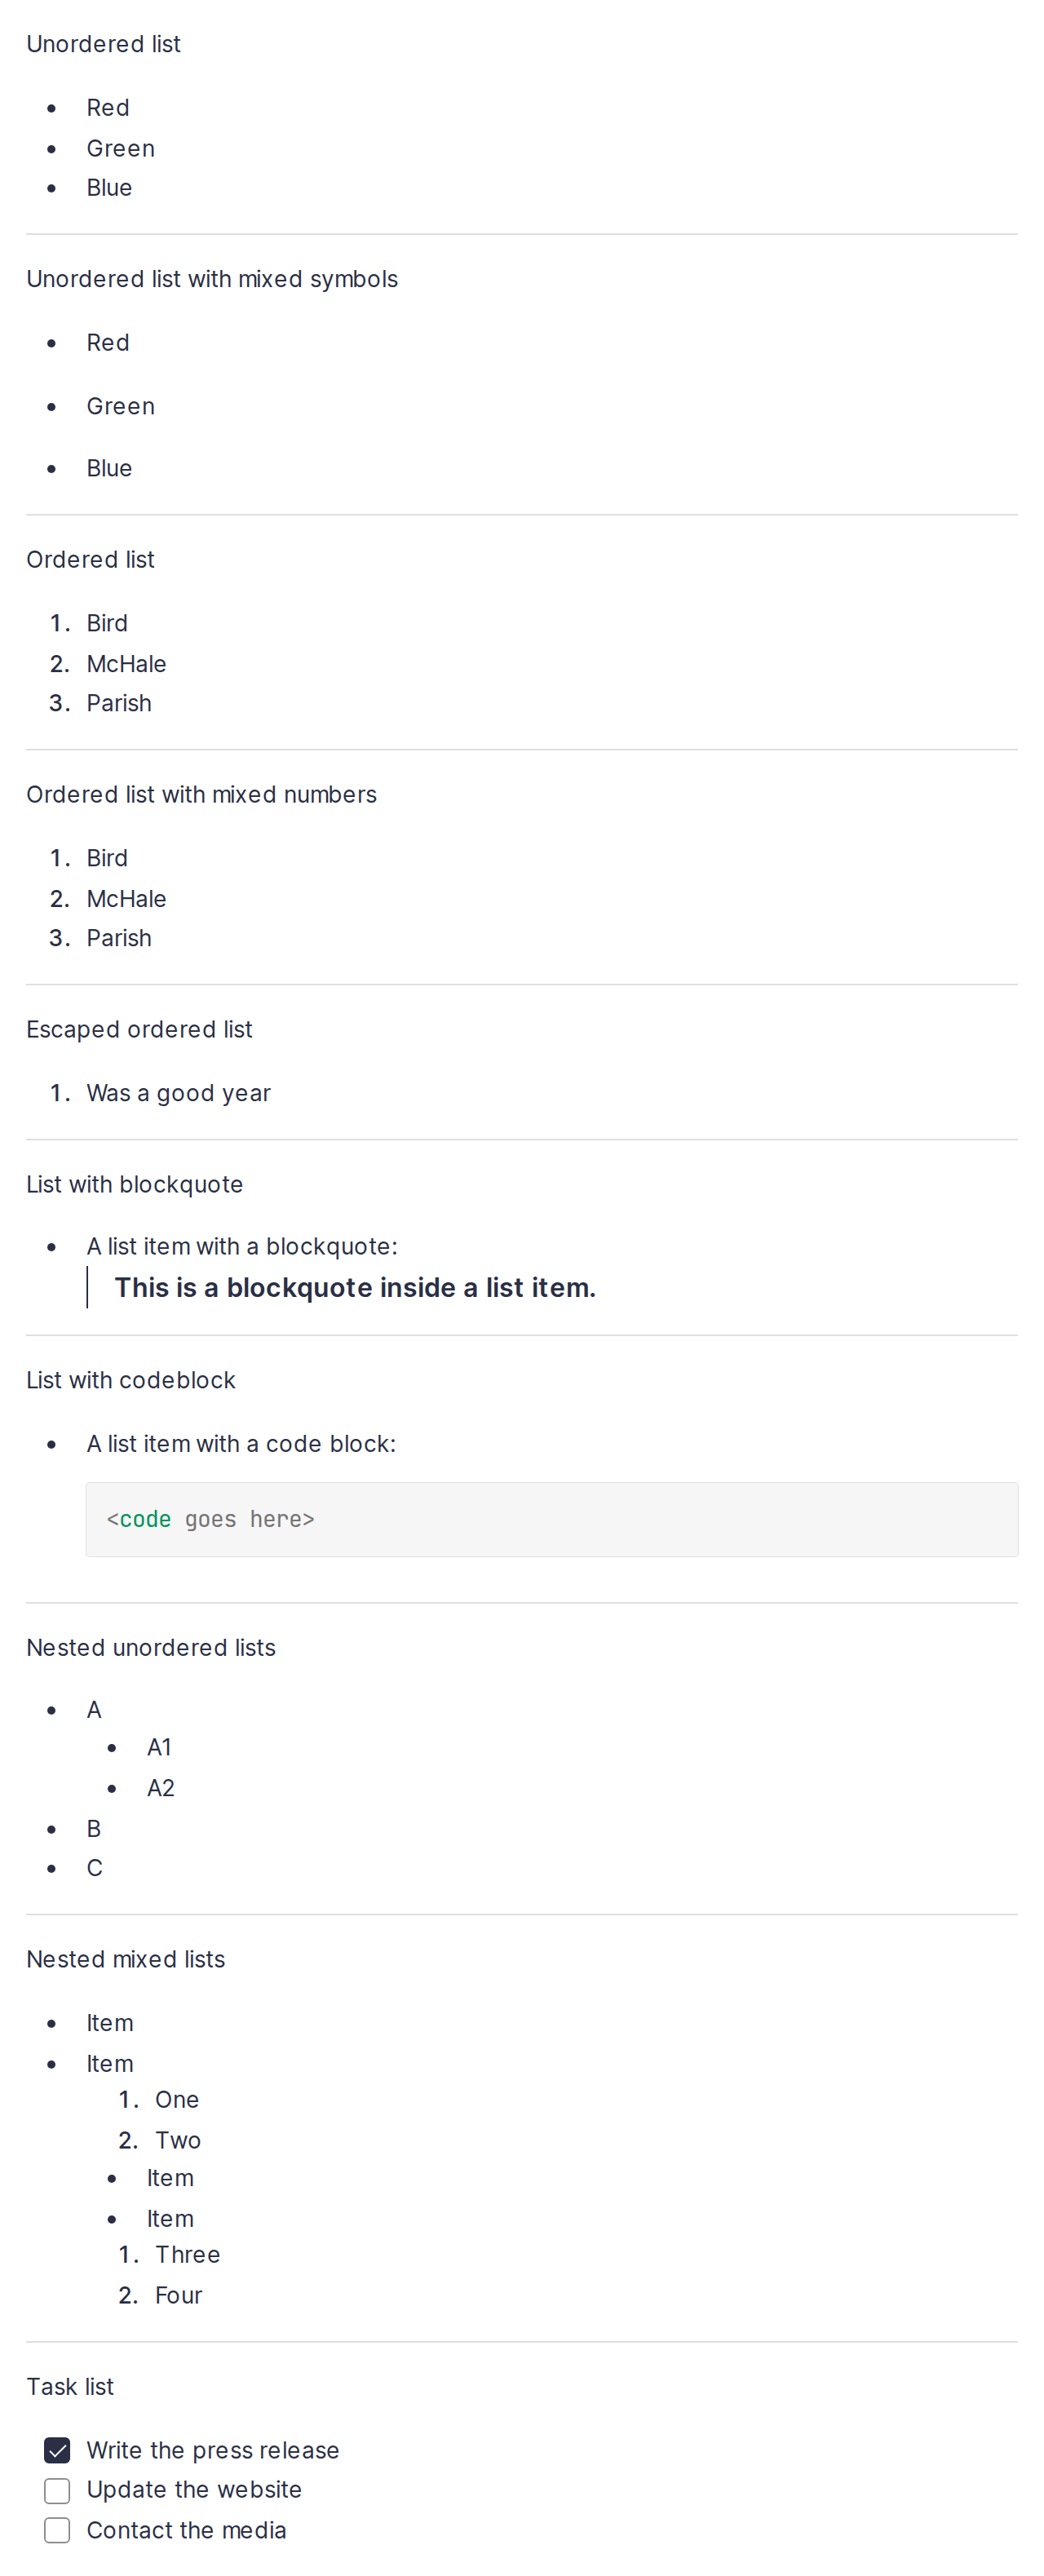 Unordered list
• Red
• Green
• Blue
Unordered list with mixed symbols
• Red
• Green
• Blue
Ordered list
1. Bird
2. McHale
3. Parish
Ordered list with mixed numbers
1. Bird
2. McHale
3. Parish
Escaped ordered list
1. Was a good year
List with blockquote
• A list item with a blockquote:
This is a blockquote inside a list item.
List with codeblock
• A list item with a code block:
<code goes here>
Nested unordered lists
• A
• A1
• A2
• B
• C
Nested mixed lists
• Item
• Item
1. One
2. Two
• Item
• Item
1. Three
2. Four
Task list
Write the press release
Update the website
Contact the media